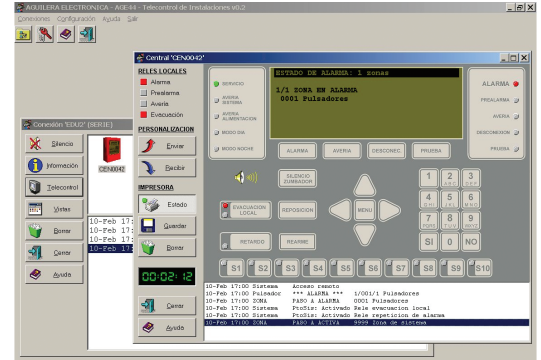 AGUILERA ELECTRONICA - AGE44 - Telecontrol de Instalaciones v0.2
Conexiones Configuración Ayuda Salir
Central 'CEN0042'
RELES LOCALES
Alarma
Prealarma
Avería
Evacuación
PERSONALIZACION
Enviar
Recibir
IMPRESORA
Estado
Guardar
Borrar
00:02:12
Cerrar
Ayuda
SERVICIO
AVERIA SISTEMA
AVERIA ALIMENTACION
MODO DIA
MODO NOCHE
ESTADO DE ALARMA: 1 zonas
1/1 ZONA EN ALARMA
0001 Pulsadores
ALARMA
PREALARMA
AVERIA
DESCONEXION
PRUEBA
ALARMA AVERIA DESCONEC. PRUEBA
SILENCIO ZUMBADOR
EVACUACION LOCAL
REPOSICION
MENU
RETARDO
REARME
1 2 3
ABC DEF
4 5 6
GHI JKL MNO
7 8 9
PQRS TUV WXYZ
SI 0 NO
S1 S2 S3 S4 S5 S6 S7 S8 S9 S10
10-Feb 17:00 Sistema Acceso remoto
10-Feb 17:00 Pulsador *** ALARMA *** 1/001/1 Pulsadores
10-Feb 17:00 ZONA PASO A ALARMA 0001 Pulsadores
10-Feb 17:00 Sistema PtoSis: Activado Rele evacuacion local
10-Feb 17:00 Sistema PtoSis: Activado Rele repeticion de alarma
10-Feb 17:00 ZONA PASO A ACTIVA 9999 Zona de sistema
Conexión 'EDU2' (SERIE)
Silencio
Información
Telecontrol
Vistas
Borrar
Cerrar
Ayuda
CEN0042
10-Feb 17:
10-Feb 17:
10-Feb 17:
10-Feb 17: